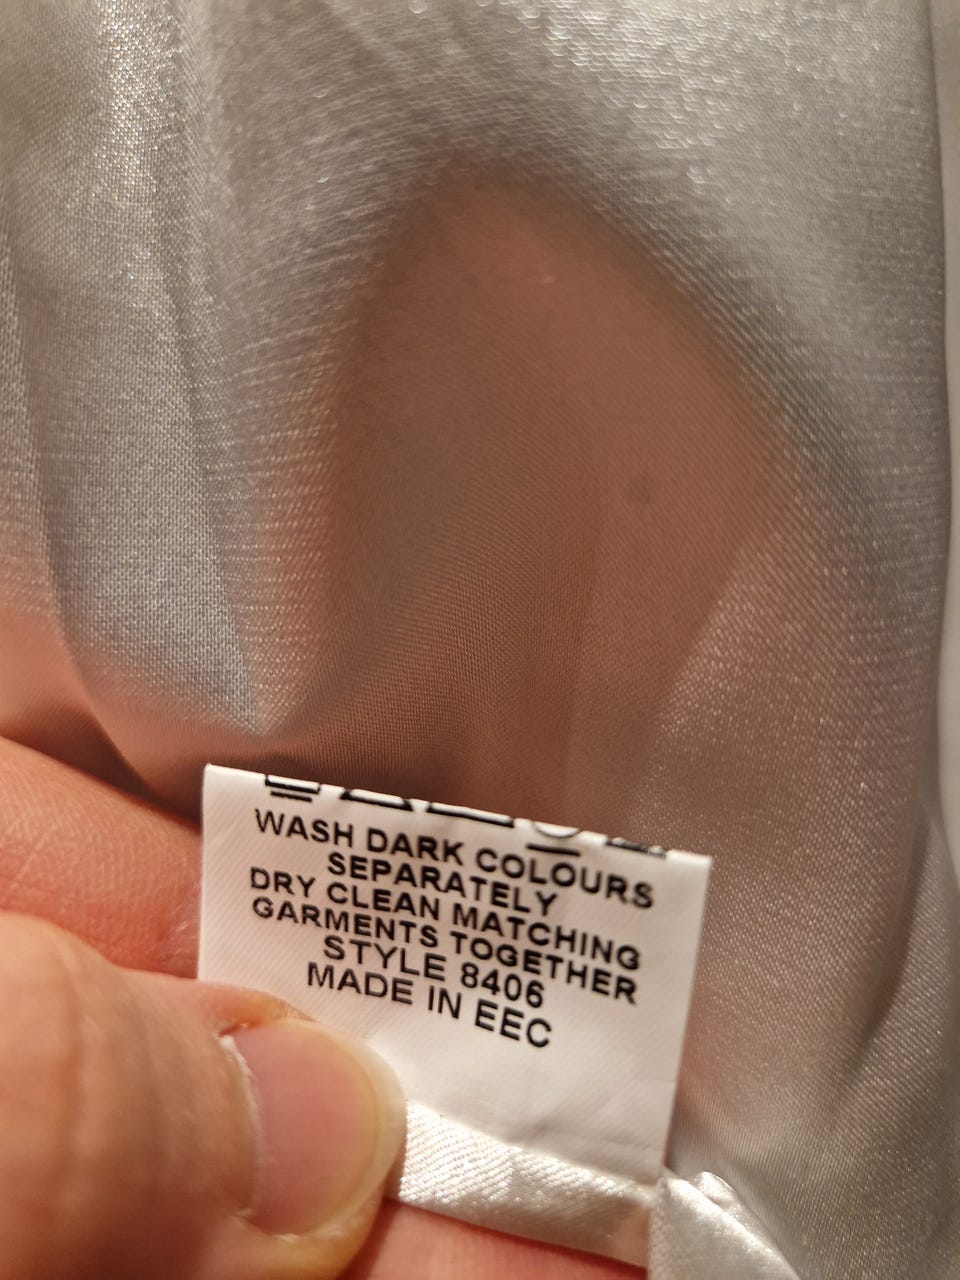 WASH DARK COLOURS
SEPARATELY
DRY CLEAN MATCHING
GARMENTS TOGETHER
STYLE 8406
MADE IN EEC